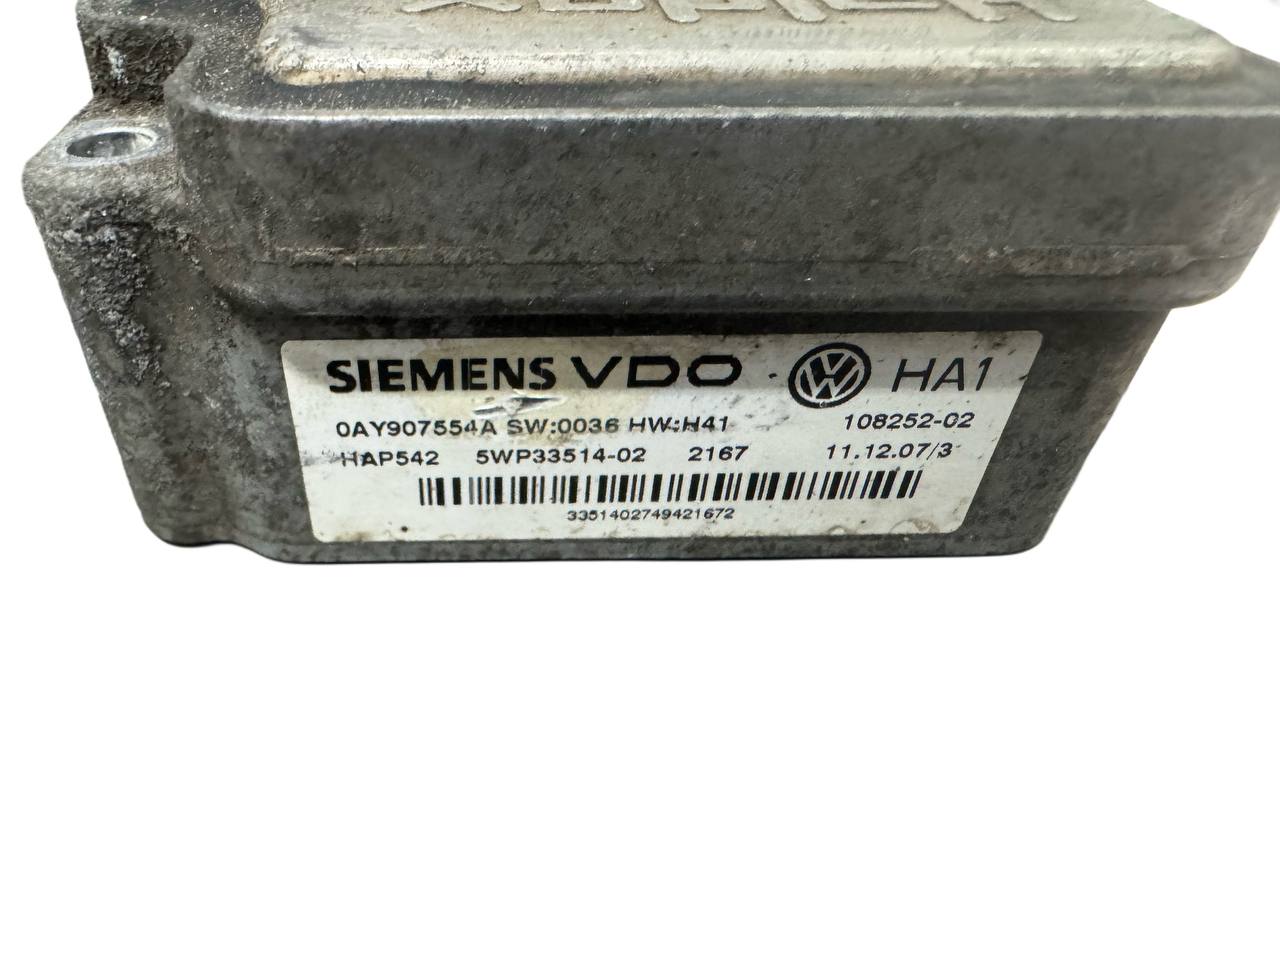 SIEMENS VDO HA1
0AY907554A SW:0036 HW:H41 108252-02
HAP542 5WP33514-02 2167 11.12.07/3
3351402749421672